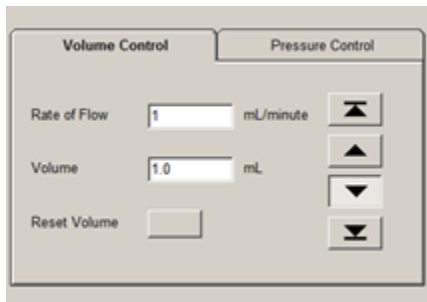 Volume Control Pressure Control
Rate of Flow 1 mL/minute
Volume 1.0 mL
Reset Volume